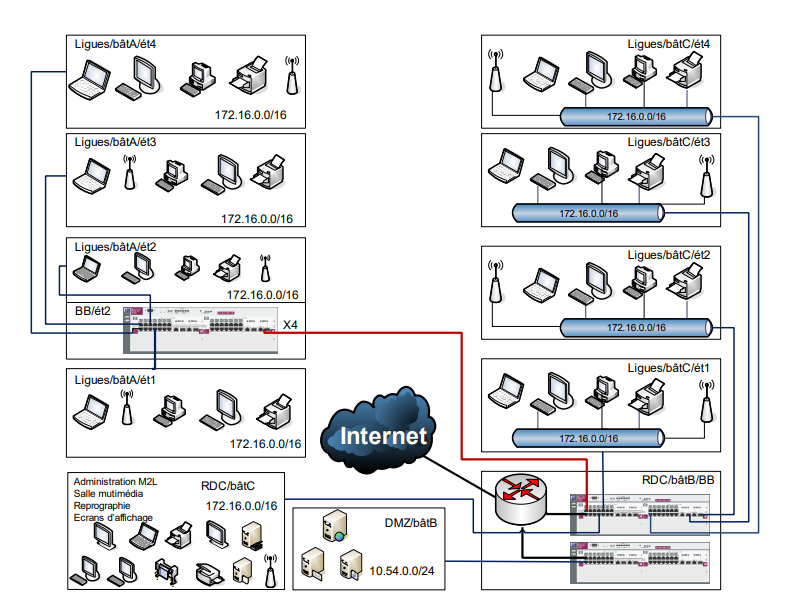 Ligues/bâtA/ét4
172.16.0.0/16
Ligues/bâtA/ét3
172.16.0.0/16
Ligues/bâtA/ét2
172.16.0.0/16
BB/ét2
X4
Ligues/bâtA/ét1
172.16.0.0/16
Administration M2L
Salle mutimédia
Reprographie
Ecrans d'affichage
RDC/bâtC
172.16.0.0/16
Internet
DMZ/bâtB
10.54.0.0/24
Ligues/bâtC/ét4
172.16.0.0/16
Ligues/bâtC/ét3
172.16.0.0/16
Ligues/bâtC/ét2
172.16.0.0/16
Ligues/bâtC/ét1
172.16.0.0/16
RDC/bâtB/BB